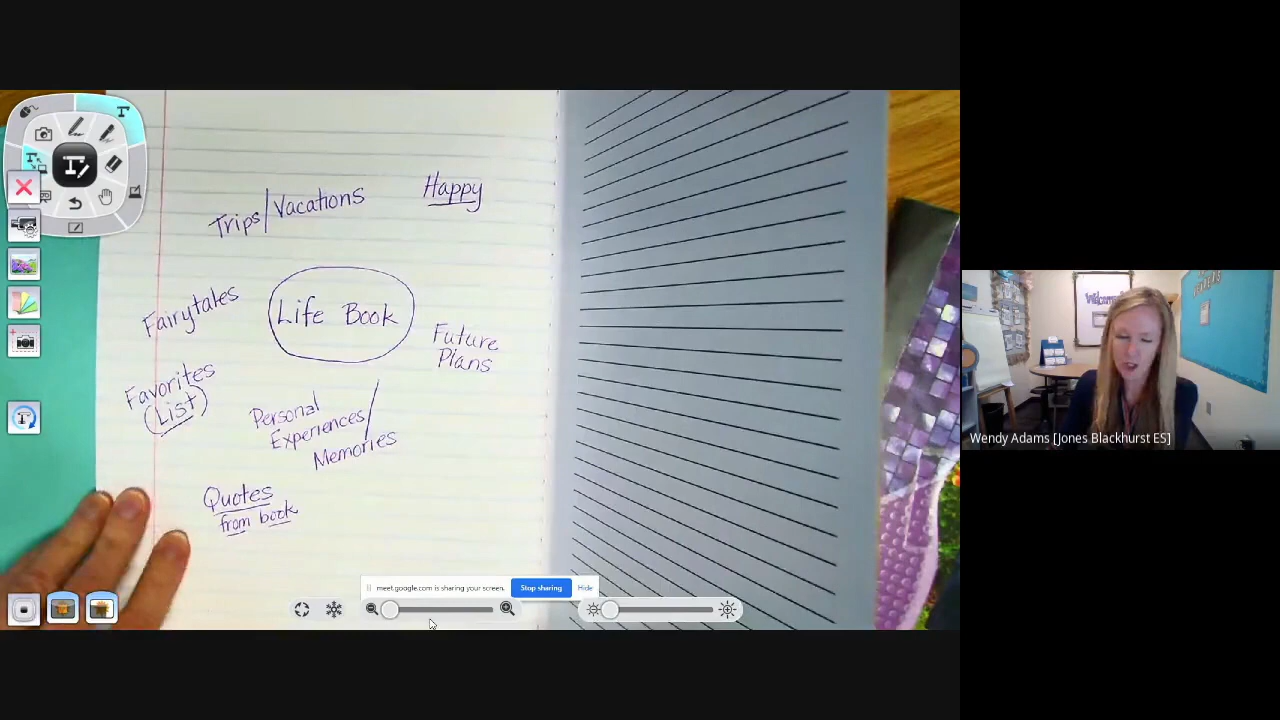 Happy
Trips/Vacations
Fairytales
Life Book
Future
Plans
Favorites
(List)
Personal
Experiences/
Memories
Quotes
from book
meet.google.com is sharing your screen.
Stop sharing
Hide
Wendy Adams [Jones Blackhurst ES]